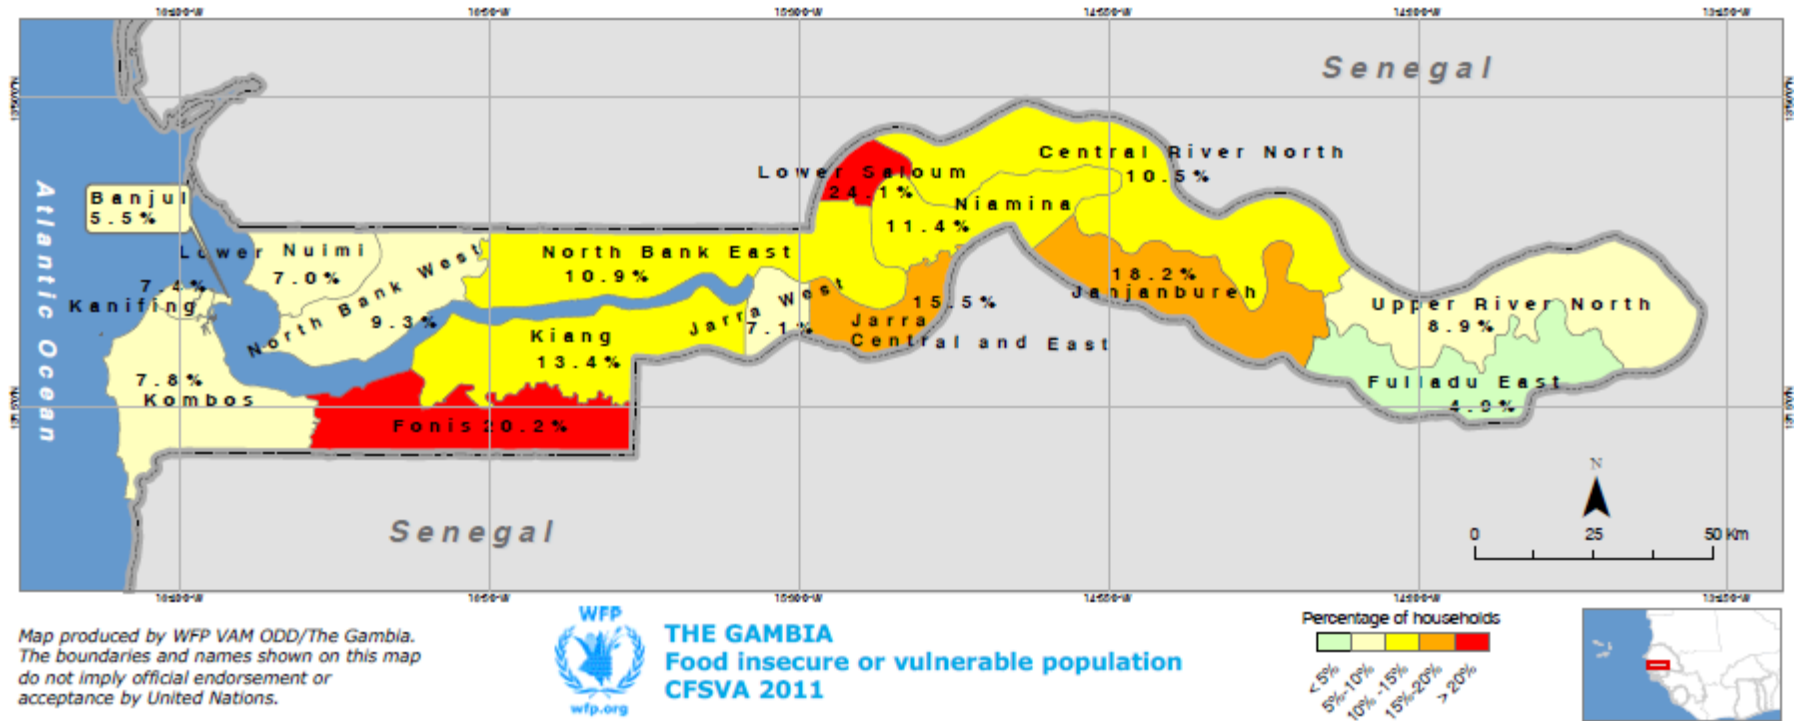 Senegal
Central River North
10.5%
Lower Saloum
24.1%
Niamina
11.4%
Banjul
5.5%
Atlantic Ocean
Lower Nuimi
7.0%
North Bank West
9.3%
North Bank East
10.9%
7.4%
Kanifing
Kiang
13.4%
Jarra West
7.1%
15.5%
Jarra
Central and East
18.2%
Janjanbureh
Upper River North
8.9%
7.8%
Kombos
Fulladu East
4.9%
Fonis 20.2%
Senegal
N
0 25 50 Km
Map produced by WFP VAM ODD/The Gambia.
The boundaries and names shown on this map
do not imply official endorsement or
acceptance by United Nations.
WFP
wfp.org
THE GAMBIA
Food insecure or vulnerable population
CFSVA 2011
Percentage of households
< 5%
5%-10%
10% -15%
15%-20%
> 20%